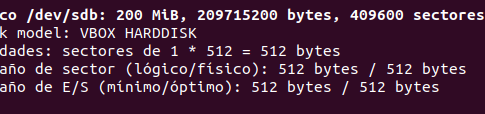 co /dev/sdb: 200 MiB, 209715200 bytes, 409600 sectores
k model: VBOX HARDDISK
dades: sectores de 1 * 512 = 512 bytes
año de sector (lógico/físico): 512 bytes / 512 bytes
año de E/S (mínimo/óptimo): 512 bytes / 512 bytes